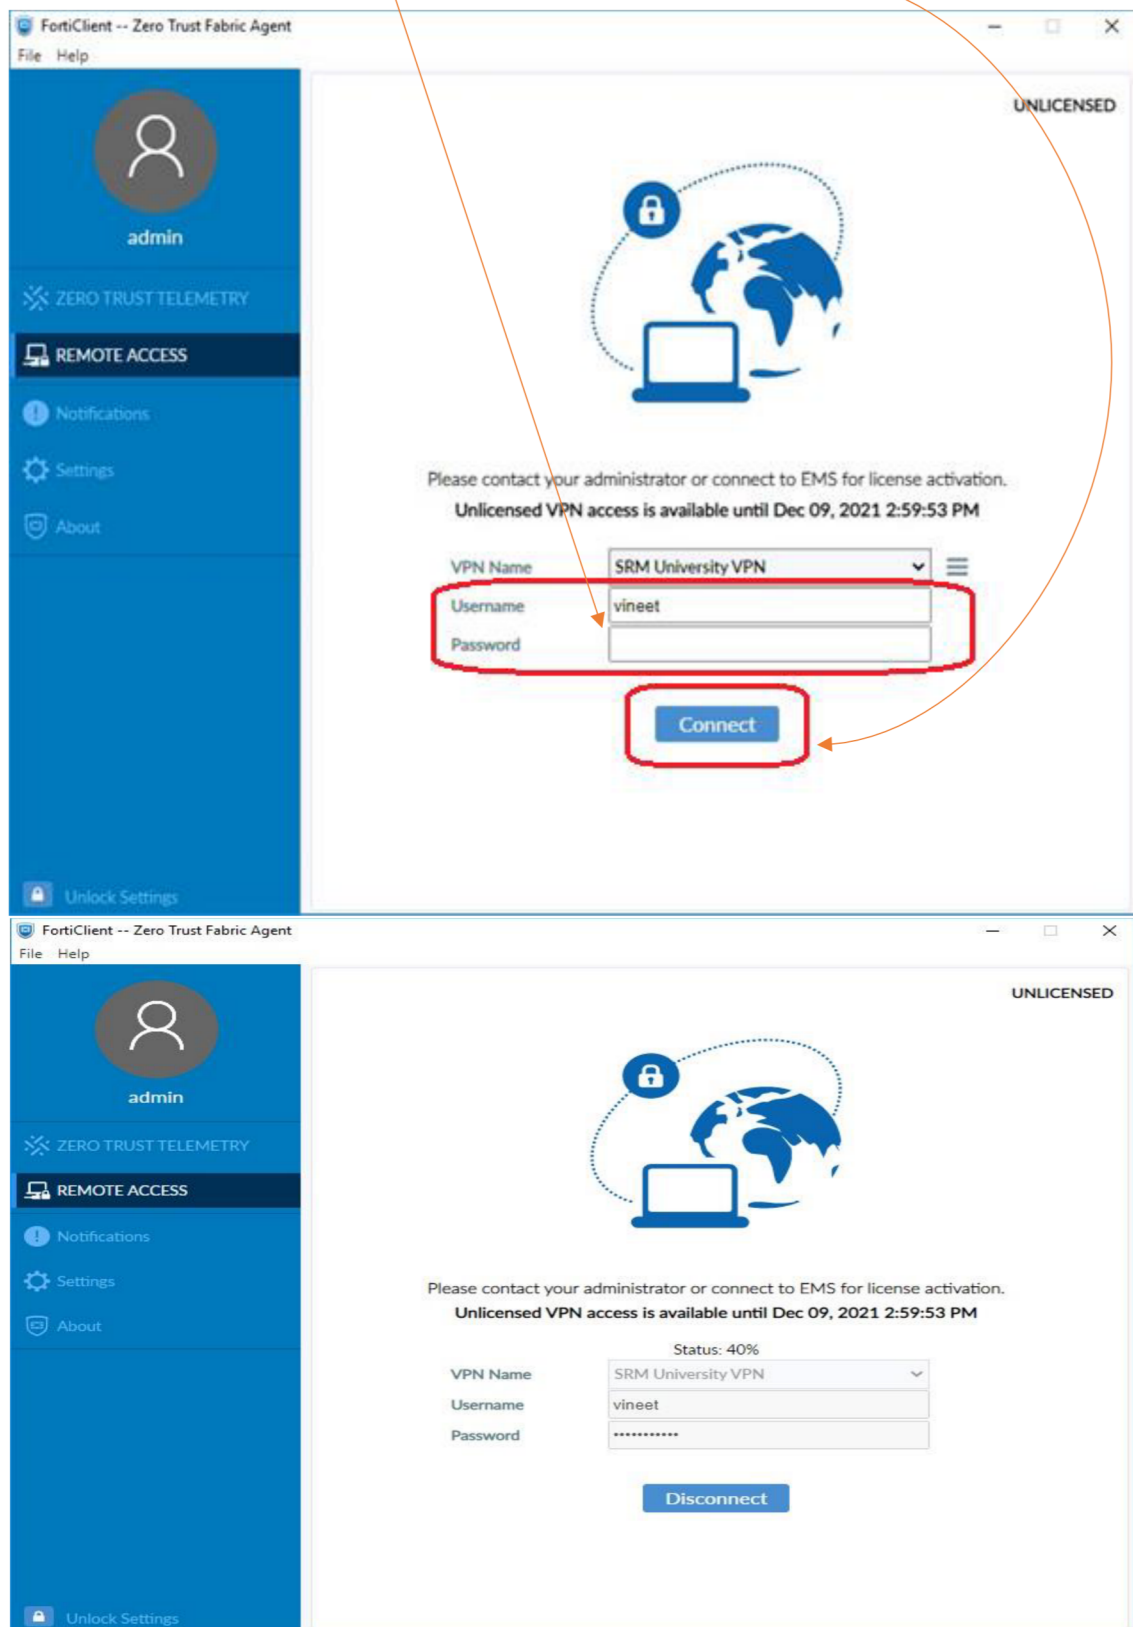 FortiClient -- Zero Trust Fabric Agent
File Help
UNLICENSED
admin
ZERO TRUST TELEMETRY
REMOTE ACCESS
Notifications
Settings
About
Please contact your administrator or connect to EMS for license activation.
Unlicensed VPN access is available until Dec 09, 2021 2:59:53 PM
VPN Name SRM University VPN
Username vineet
Password
Connect
Unlock Settings
FortiClient -- Zero Trust Fabric Agent
File Help
UNLICENSED
admin
ZERO TRUST TELEMETRY
REMOTE ACCESS
Notifications
Settings
About
Please contact your administrator or connect to EMS for license activation.
Unlicensed VPN access is available until Dec 09, 2021 2:59:53 PM
Status: 40%
VPN Name SRM University VPN
Username vineet
Password •••••••••••
Disconnect
Unlock Settings